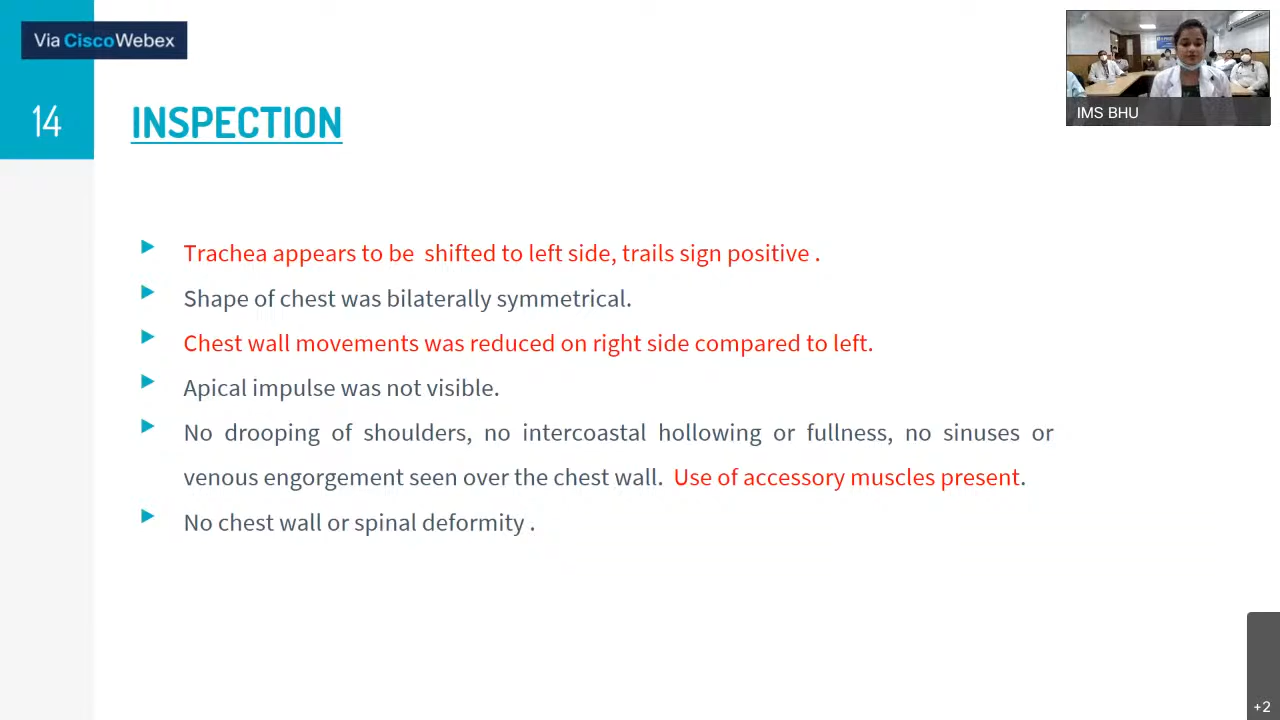 Via CiscoWebex
IMS BHU
14
INSPECTION
Trachea appears to be shifted to left side, trails sign positive .
Shape of chest was bilaterally symmetrical.
Chest wall movements was reduced on right side compared to left.
Apical impulse was not visible.
No drooping of shoulders, no intercoastal hollowing or fullness, no sinuses or
venous engorgement seen over the chest wall. Use of accessory muscles present.
No chest wall or spinal deformity .
+2